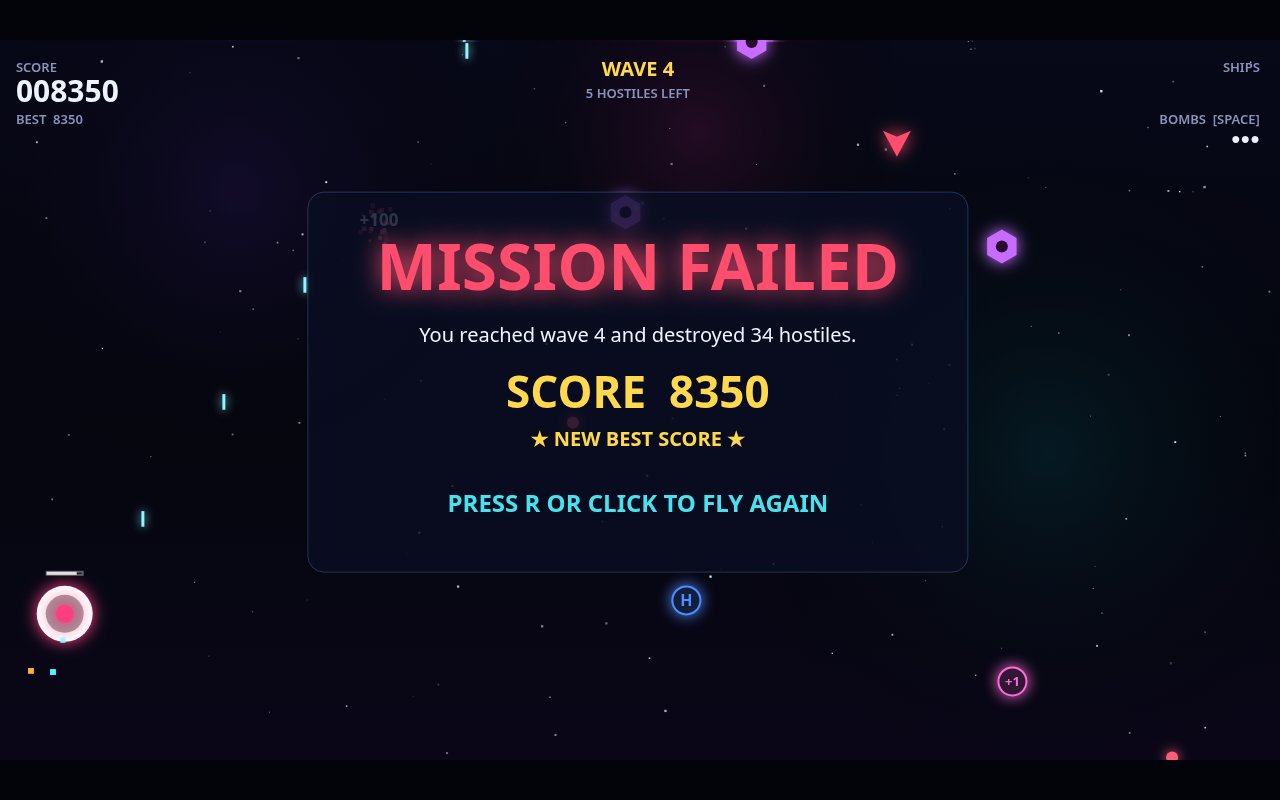 SCORE
008350
BEST 8350
WAVE 4
5 HOSTILES LEFT
SHIPS
BOMBS [SPACE]
+100
MISSION FAILED
You reached wave 4 and destroyed 34 hostiles.
SCORE 8350
★ NEW BEST SCORE ★
PRESS R OR CLICK TO FLY AGAIN
H
+1